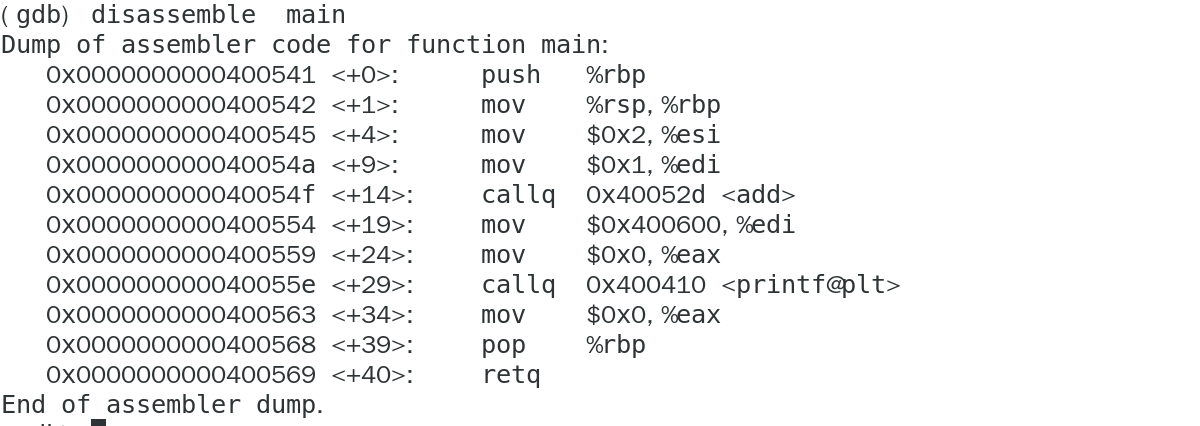 (gdb) disassemble  main
Dump of assembler code for function main:
   0x0000000000400541 <+0>:     push   %rbp
   0x0000000000400542 <+1>:     mov    %rsp,%rbp
   0x0000000000400545 <+4>:     mov    $0x2,%esi
   0x000000000040054a <+9>:     mov    $0x1,%edi
   0x000000000040054f <+14>:    callq  0x40052d <add>
   0x0000000000400554 <+19>:    mov    $0x400600,%edi
   0x0000000000400559 <+24>:    mov    $0x0,%eax
   0x000000000040055e <+29>:    callq  0x400410 <printf@plt>
   0x0000000000400563 <+34>:    mov    $0x0,%eax
   0x0000000000400568 <+39>:    pop    %rbp
   0x0000000000400569 <+40>:    retq
End of assembler dump.